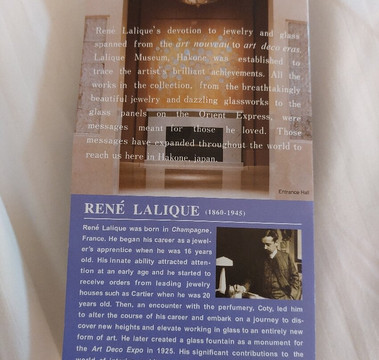 René Lalique's devotion to jewelry and glass
spanned from the art nouveau to art deco eras.
Lalique Museum, Hakone was established to
trace the artist's brilliant achievements. All the
works in the collection, from the breathtakingly
beautiful jewelry and dazzling glassworks to the
glass panels on the Orient Express, were
messages meant for those he loved. Those
messages have expanded throughout the world to
reach us here in Hakone, japan.
Entrance Hall
RENÉ LALIQUE (1860-1945)
René Lalique was born in Champagne,
France. He began his career as a jewel-
er's apprentice when he was 16 years
old. His innate ability attracted atten-
tion at an early age and he started to
receive orders from leading jewelry
houses such as Cartier when he was 20
years old. Then, an encounter with the perfumery, Coty, led him
to alter the course of his career and embark on a journey to dis-
cover new heights and elevate working in glass to an entirely new
form of art. He later created a glass fountain as a monument for
the Art Deco Expo in 1925. His significant contributions to the
world of